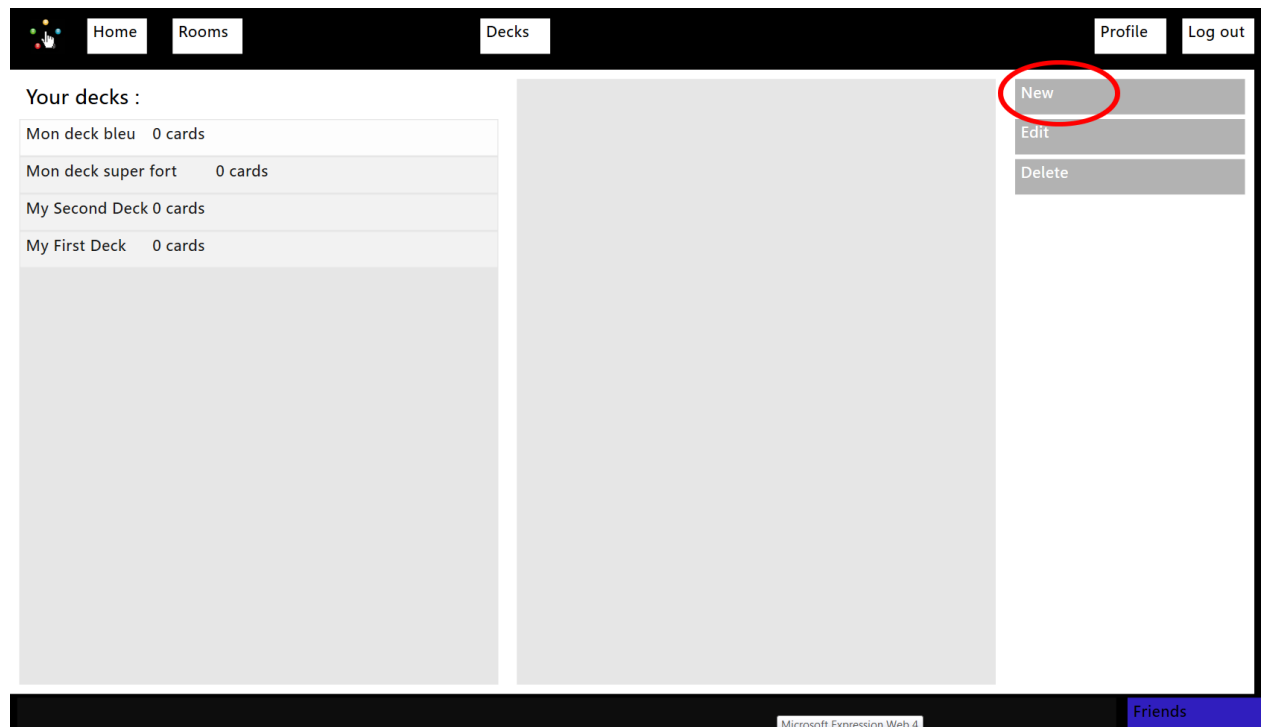 Home Rooms Decks Profile Log out
Your decks :
Mon deck bleu 0 cards
Mon deck super fort 0 cards
My Second Deck 0 cards
My First Deck 0 cards
New
Edit
Delete
Friends
Microsoft Expression Web 4